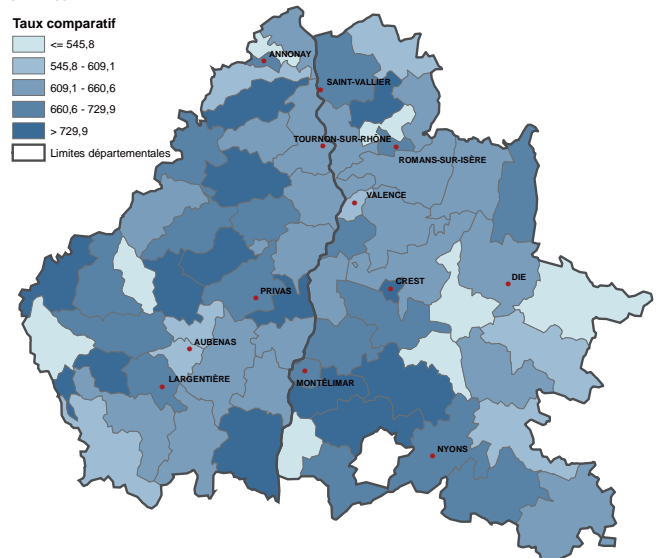 Taux comparatif
<= 545,8
545,8 - 609,1
609,1 - 660,6
660,6 - 729,9
> 729,9
Limites départementales
ANNONAY
SAINT-VALLIER
TOURNON-SUR-RHÔNE
ROMANS-SUR-ISÈRE
VALENCE
DIE
CREST
PRIVAS
AUBENAS
LARGENTIÈRE
MONTÉLIMAR
NYONS